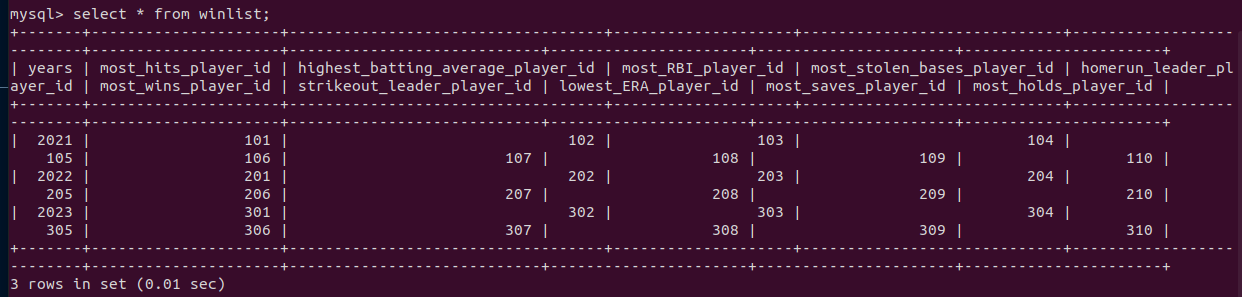 mysql> select * from winlist;
+-------+---------------------+-----------------------------------+--------------------+-----------------------------+------------------
--------+---------------------+---------------------------+----------------------+---------------------+----------------------+
| years | most_hits_player_id | highest_batting_average_player_id | most_RBI_player_id | most_stolen_bases_player_id | homerun_leader_pl
ayer_id | most_wins_player_id | strikeout_leader_player_id | lowest_ERA_player_id | most_saves_player_id | most_holds_player_id |
+-------+---------------------+-----------------------------------+--------------------+-----------------------------+------------------
--------+---------------------+---------------------------+----------------------+---------------------+----------------------+
|  2021 |                 101 |                               102 |                103 |                         104 |
    105 |                 106 |                        107 |                  108 |                  109 |                  110 |
|  2022 |                 201 |                               202 |                203 |                         204 |
    205 |                 206 |                        207 |                  208 |                  209 |                  210 |
|  2023 |                 301 |                               302 |                303 |                         304 |
    305 |                 306 |                        307 |                  308 |                  309 |                  310 |
+-------+---------------------+-----------------------------------+--------------------+-----------------------------+------------------
--------+---------------------+---------------------------+----------------------+---------------------+----------------------+
3 rows in set (0.01 sec)